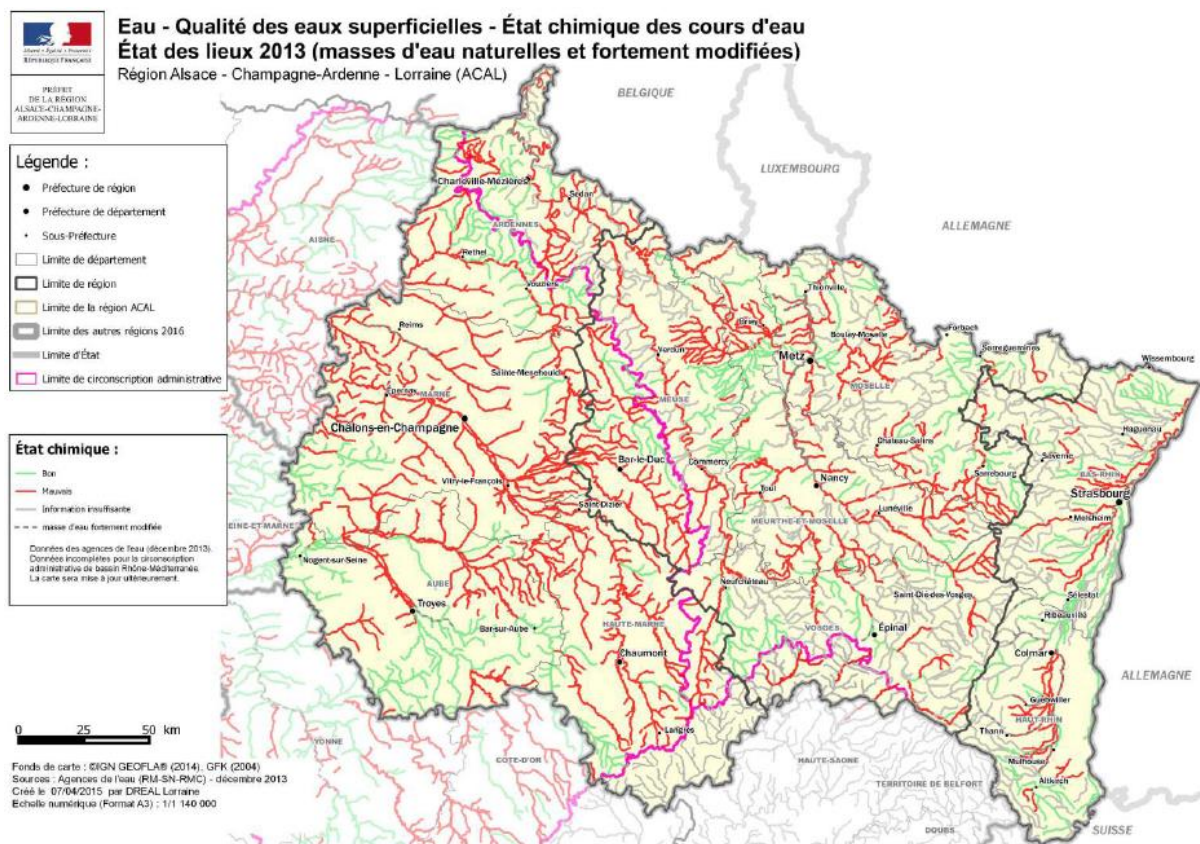 Eau - Qualité des eaux superficielles - État chimique des cours d'eau
État des lieux 2013 (masses d'eau naturelles et fortement modifiées)
Région Alsace - Champagne-Ardenne - Lorraine (ACAL)
RÉPUBLIQUE FRANÇAISE
PRÉFET
DE LA RÉGION
ALSACE-CHAMPAGNE-
ARDENNE-LORRAINE
Légende :
Préfecture de région
Préfecture de département
Sous-Préfecture
Limite de département
Limite de région
Limite de la région ACAL
Limite des autres régions 2016
Limite d'État
Limite de circonscription administrative
État chimique :
Bon
Mauvais
Information insuffisante
masse d'eau fortement modifiée
Données des agences de l'eau (décembre 2013).
Données incomplètes pour la circonscription
administrative de bassin Rhône-Méditerranée.
La carte sera mise à jour ultérieurement.
0 25 50 km
Fonds de carte : ©IGN GEOFLA® (2014), GFK (2004)
Sources : Agences de l'eau (RM-SN-RMC) - décembre 2013
Créé le 07/04/2015 par DREAL Lorraine
Echelle numérique (Format A3) : 1/1 140 000
BELGIQUE
LUXEMBOURG
ALLEMAGNE
Charleville-Mézières
Sedan
ARDENNES
AISNE
Rethel
Vouziers
Thionville
Briey
Boulay-Moselle
Forbach
Sarreguemines
Wissembourg
Reims
Verdun
Metz
MOSELLE
Sainte-Menehould
Epernay
MARNE
MEUSE
Châlons-en-Champagne
Château-Salins
Haguenau
Saverne
Bar-le-Duc
Commercy
Sarrebourg
BAS-RHIN
Vitry-le-François
Toul
Nancy
Strasbourg
Saint-Dizier
Lunéville
Molsheim
MEURTHE-ET-MOSELLE
SEINE-ET-MARNE
Nogent-sur-Seine
Neufchâteau
AUBE
Saint-Dié-des-Vosges
Sélestat
Troyes
Ribeauvillé
Bar-sur-Aube
HAUTE-MARNE
VOSGES
Épinal
Colmar
Chaumont
ALLEMAGNE
Guebwiller
HAUT-RHIN
Langres
Thann
YONNE
Mulhouse
CÔTE-D'OR
HAUTE-SAÔNE
Altkirch
TERRITOIRE DE BELFORT
DOUBS
SUISSE